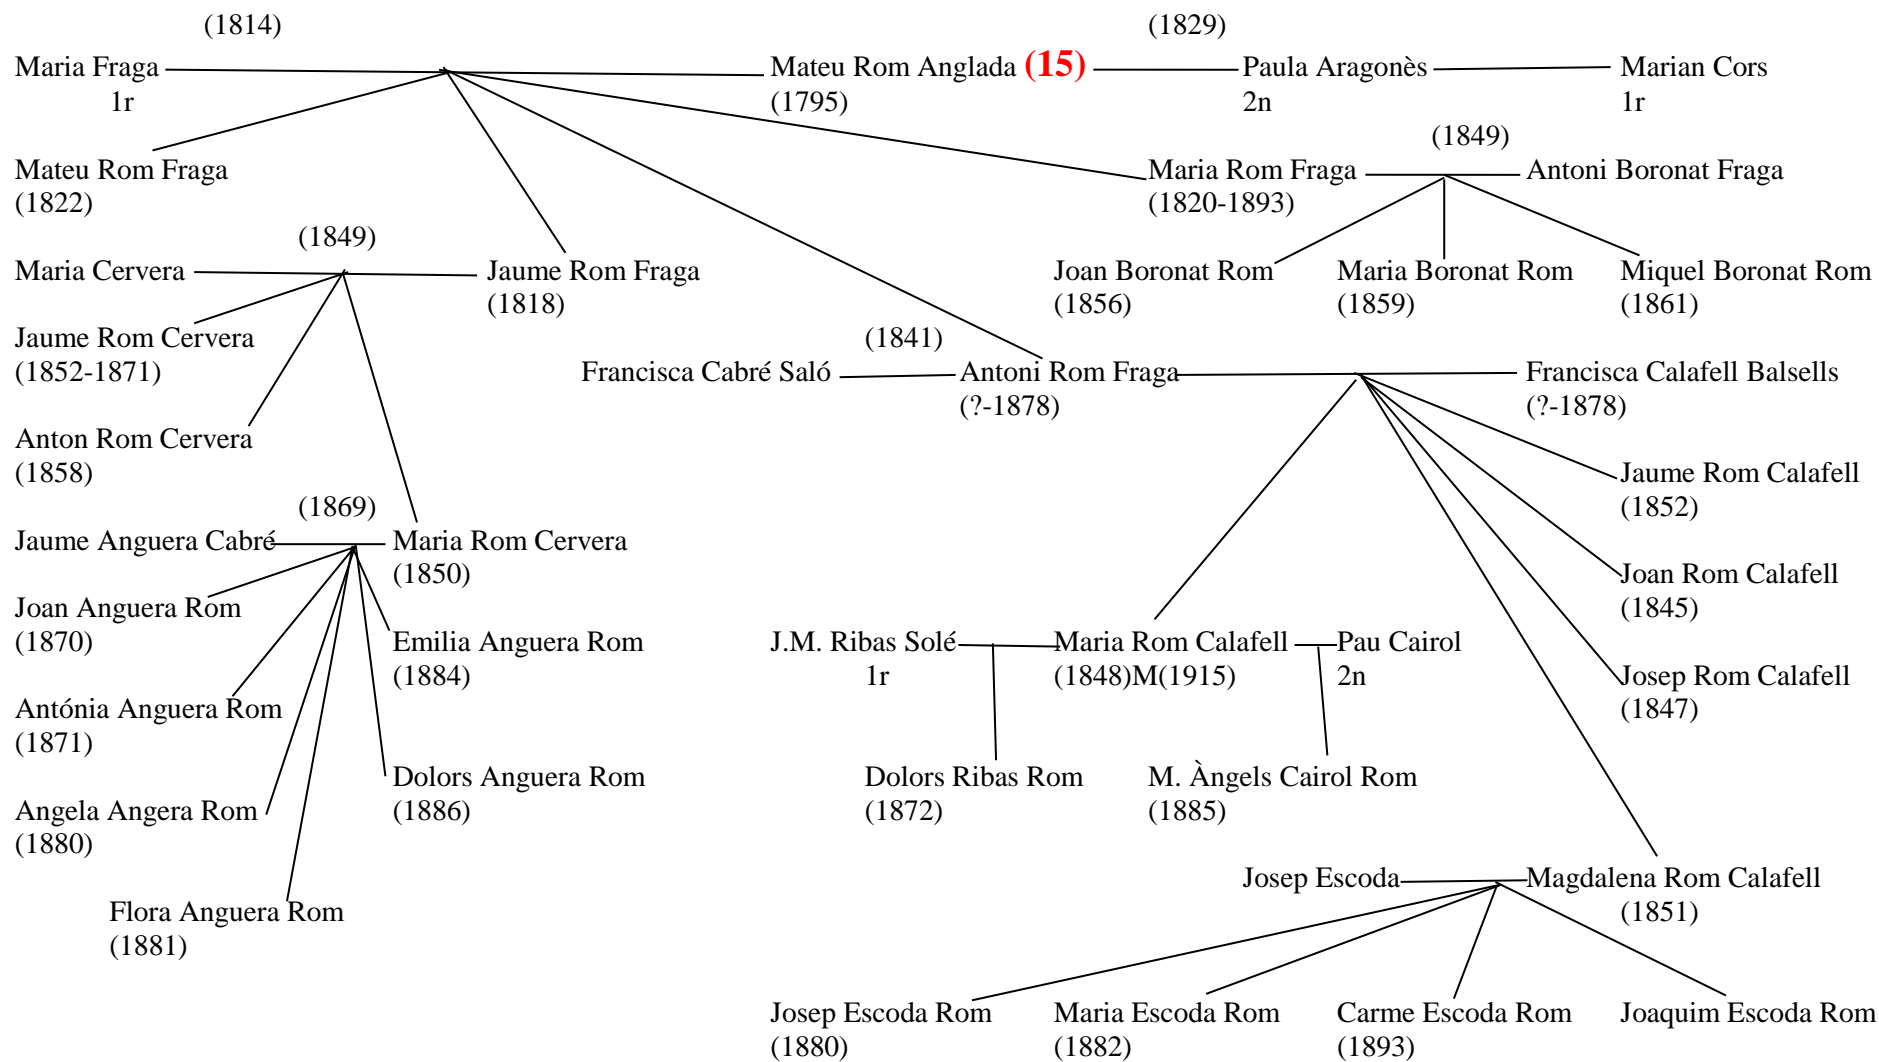 (1814) (1829)
Maria Fraga Mateu Rom Anglada (15) Paula Aragonès Marian Cors
1r (1795) 2n 1r
(1849)
Mateu Rom Fraga Maria Rom Fraga Antoni Boronat Fraga
(1822) (1820-1893)
(1849)
Maria Cervera Jaume Rom Fraga Joan Boronat Rom Maria Boronat Rom Miquel Boronat Rom
(1818) (1856) (1859) (1861)
Jaume Rom Cervera (1841)
(1852-1871) Francisca Cabré Saló Antoni Rom Fraga Francisca Calafell Balsells
(?-1878) (?-1878)
Anton Rom Cervera
(1858) Jaume Rom Calafell
(1869) (1852)
Jaume Anguera Cabré Maria Rom Cervera
(1850) Joan Rom Calafell
Joan Anguera Rom (1845)
(1870) Emilia Anguera Rom J.M. Ribas Solé Maria Rom Calafell Pau Cairol
(1884) 1r (1848)M(1915) 2n Josep Rom Calafell
Antónia Anguera Rom (1847)
(1871)
Dolors Anguera Rom Dolors Ribas Rom M. Àngels Cairol Rom
Angela Angera Rom (1886) (1872) (1885)
(1880)
Josep Escoda Magdalena Rom Calafell
Flora Anguera Rom (1851)
(1881)
Josep Escoda Rom Maria Escoda Rom Carme Escoda Rom Joaquim Escoda Rom
(1880) (1882) (1893)